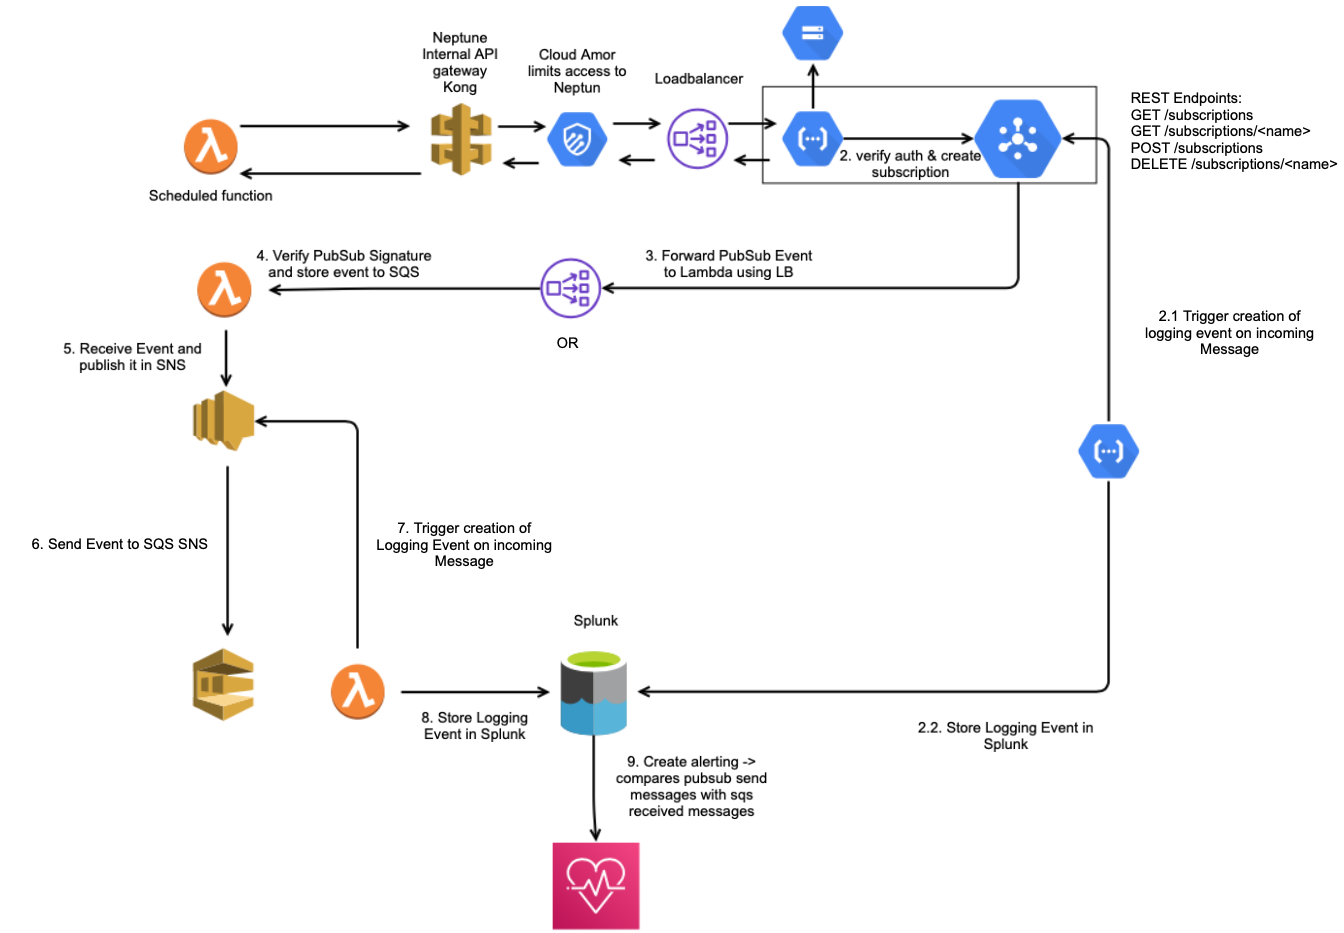 Neptune
Internal API
gateway
Kong
Cloud Amor
limits access to
Neptun
Loadbalancer
REST Endpoints:
GET /subscriptions
GET /subscriptions/<name>
POST /subscriptions
DELETE /subscriptions/<name>
2. verify auth & create
subscription
Scheduled function
4. Verify PubSub Signature
and store event to SQS
3. Forward PubSub Event
to Lambda using LB
OR
2.1 Trigger creation of
logging event on incoming
Message
5. Receive Event and
publish it in SNS
6. Send Event to SQS SNS
7. Trigger creation of
Logging Event on incoming
Message
Splunk
8. Store Logging
Event in Splunk
2.2. Store Logging Event in
Splunk
9. Create alerting ->
compares pubsub send
messages with sqs
received messages